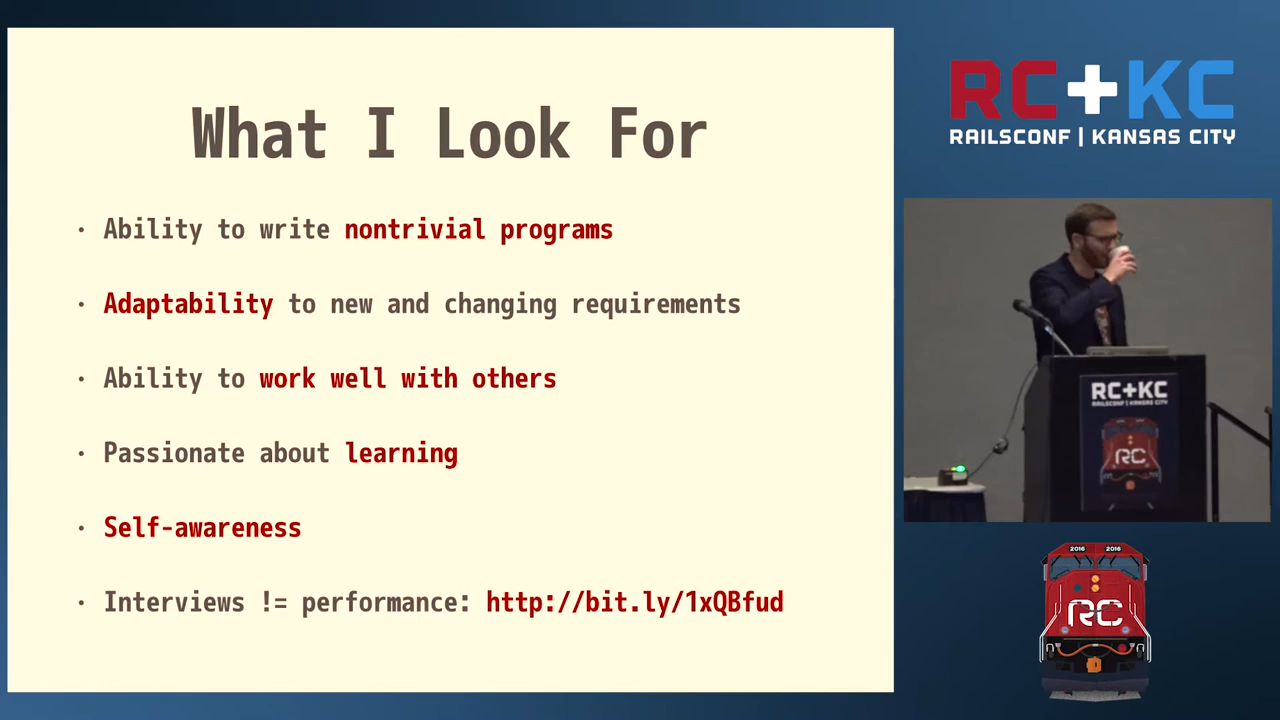 What I Look For
· Ability to write nontrivial programs
· Adaptability to new and changing requirements
· Ability to work well with others
· Passionate about learning
· Self-awareness
· Interviews != performance: http://bit.ly/1xQBfud
RC+KC
RAILSCONF | KANSAS CITY
RC+KC
RAILSCONF | KANSAS CITY
RC
2016 2016
RC